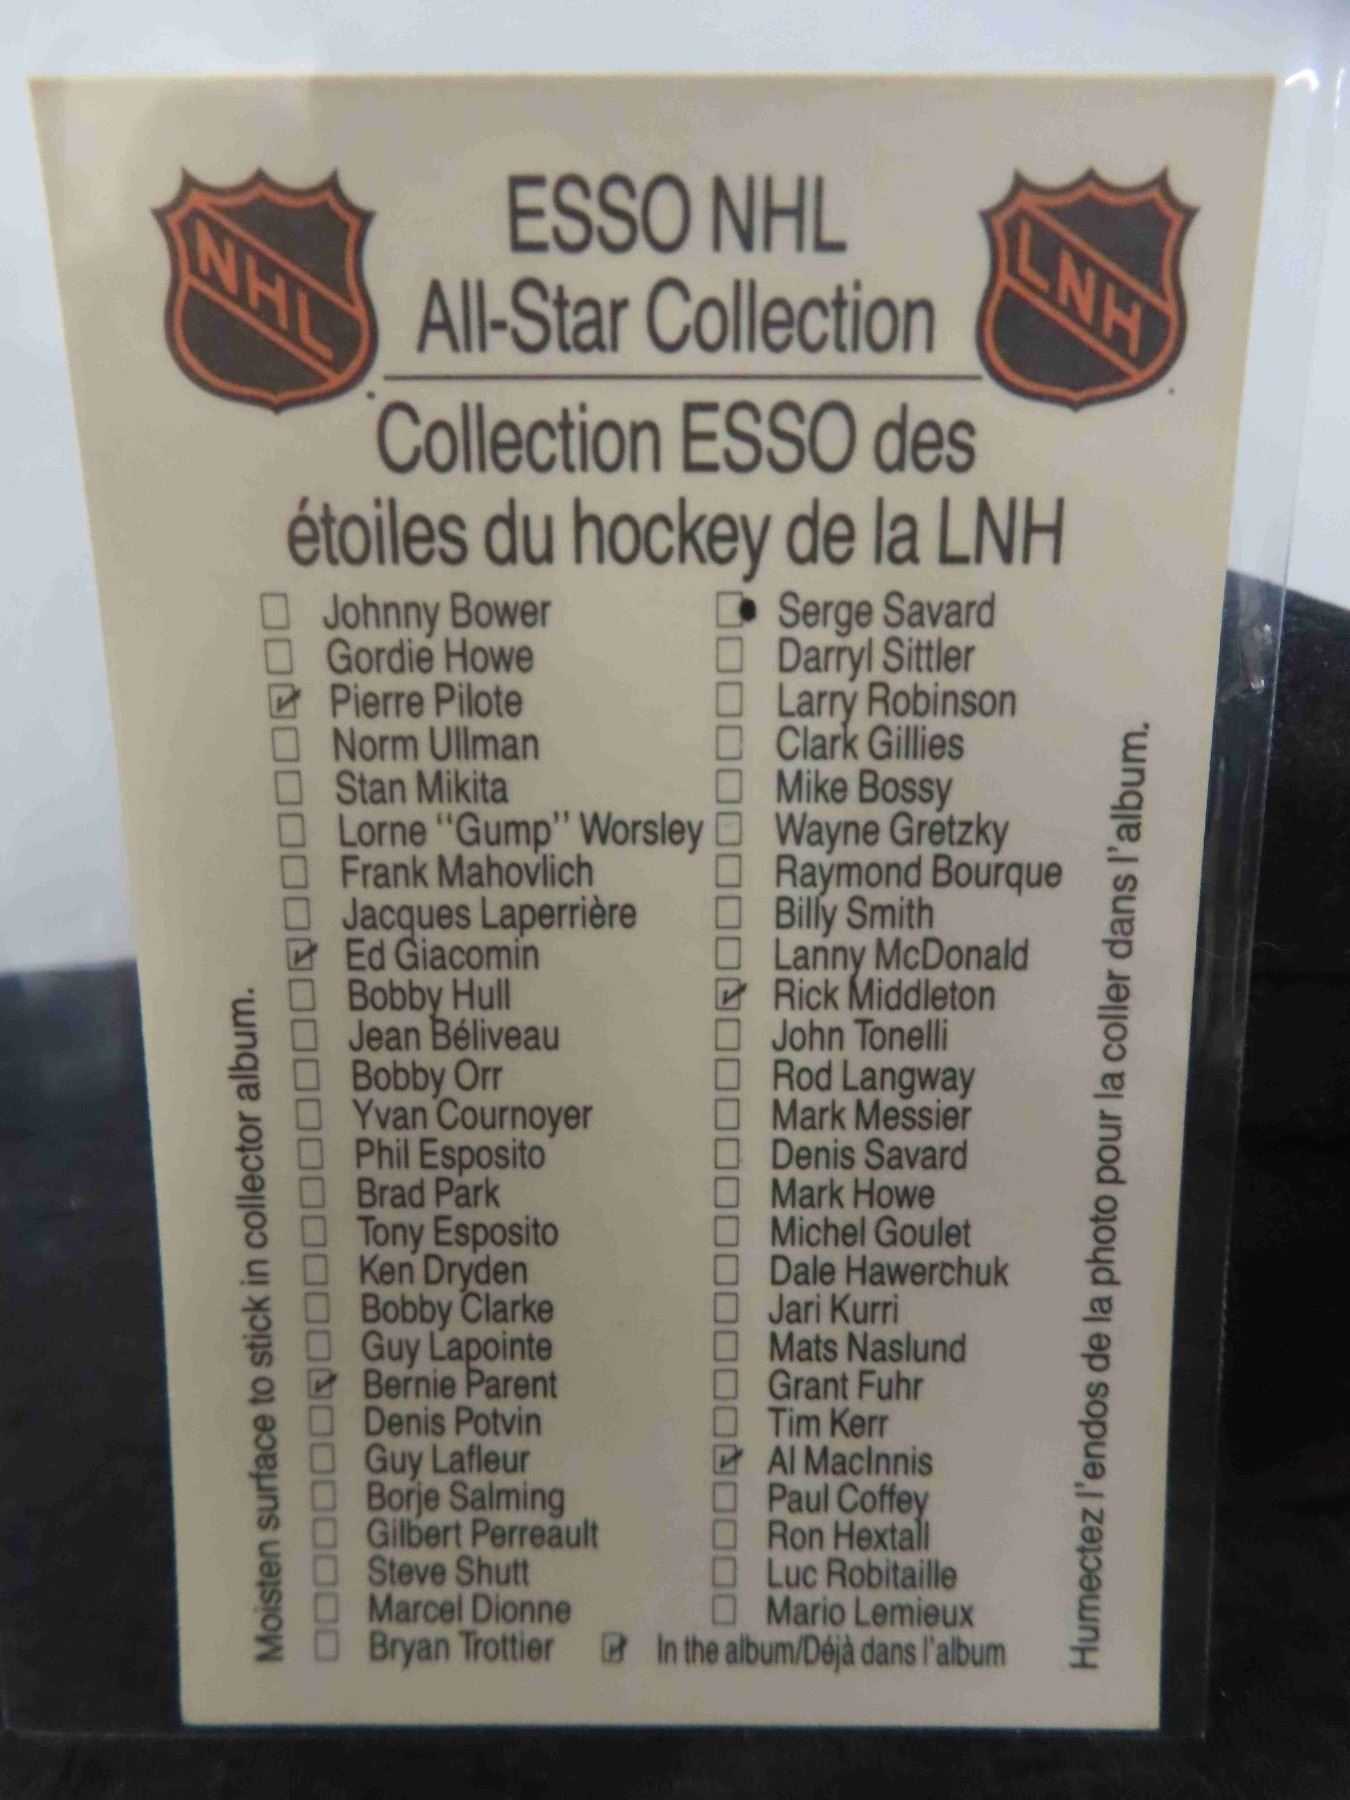 NHL
ESSO NHL
LNH
All-Star Collection
Collection ESSO des
étoiles du hockey de la LNH
Johnny Bower
Gordie Howe
Pierre Pilote
Norm Ullman
Stan Mikita
Lorne "Gump" Worsley
Frank Mahovlich
Jacques Laperrière
Ed Giacomin
Bobby Hull
Jean Béliveau
Bobby Orr
Yvan Cournoyer
Phil Esposito
Brad Park
Tony Esposito
Ken Dryden
Bobby Clarke
Guy Lapointe
Bernie Parent
Denis Potvin
Guy Lafleur
Borje Salming
Gilbert Perreault
Steve Shutt
Marcel Dionne
Bryan Trottier
Serge Savard
Darryl Sittler
Larry Robinson
Clark Gillies
Mike Bossy
Wayne Gretzky
Raymond Bourque
Billy Smith
Lanny McDonald
Rick Middleton
John Tonelli
Rod Langway
Mark Messier
Denis Savard
Mark Howe
Michel Goulet
Dale Hawerchuk
Jari Kurri
Mats Naslund
Grant Fuhr
Tim Kerr
Al MacInnis
Paul Coffey
Ron Hextall
Luc Robitaille
Mario Lemieux
In the album/Déjà dans l'album
Moisten surface to stick in collector album.
Humectez l'endos de la photo pour la coller dans l'album.